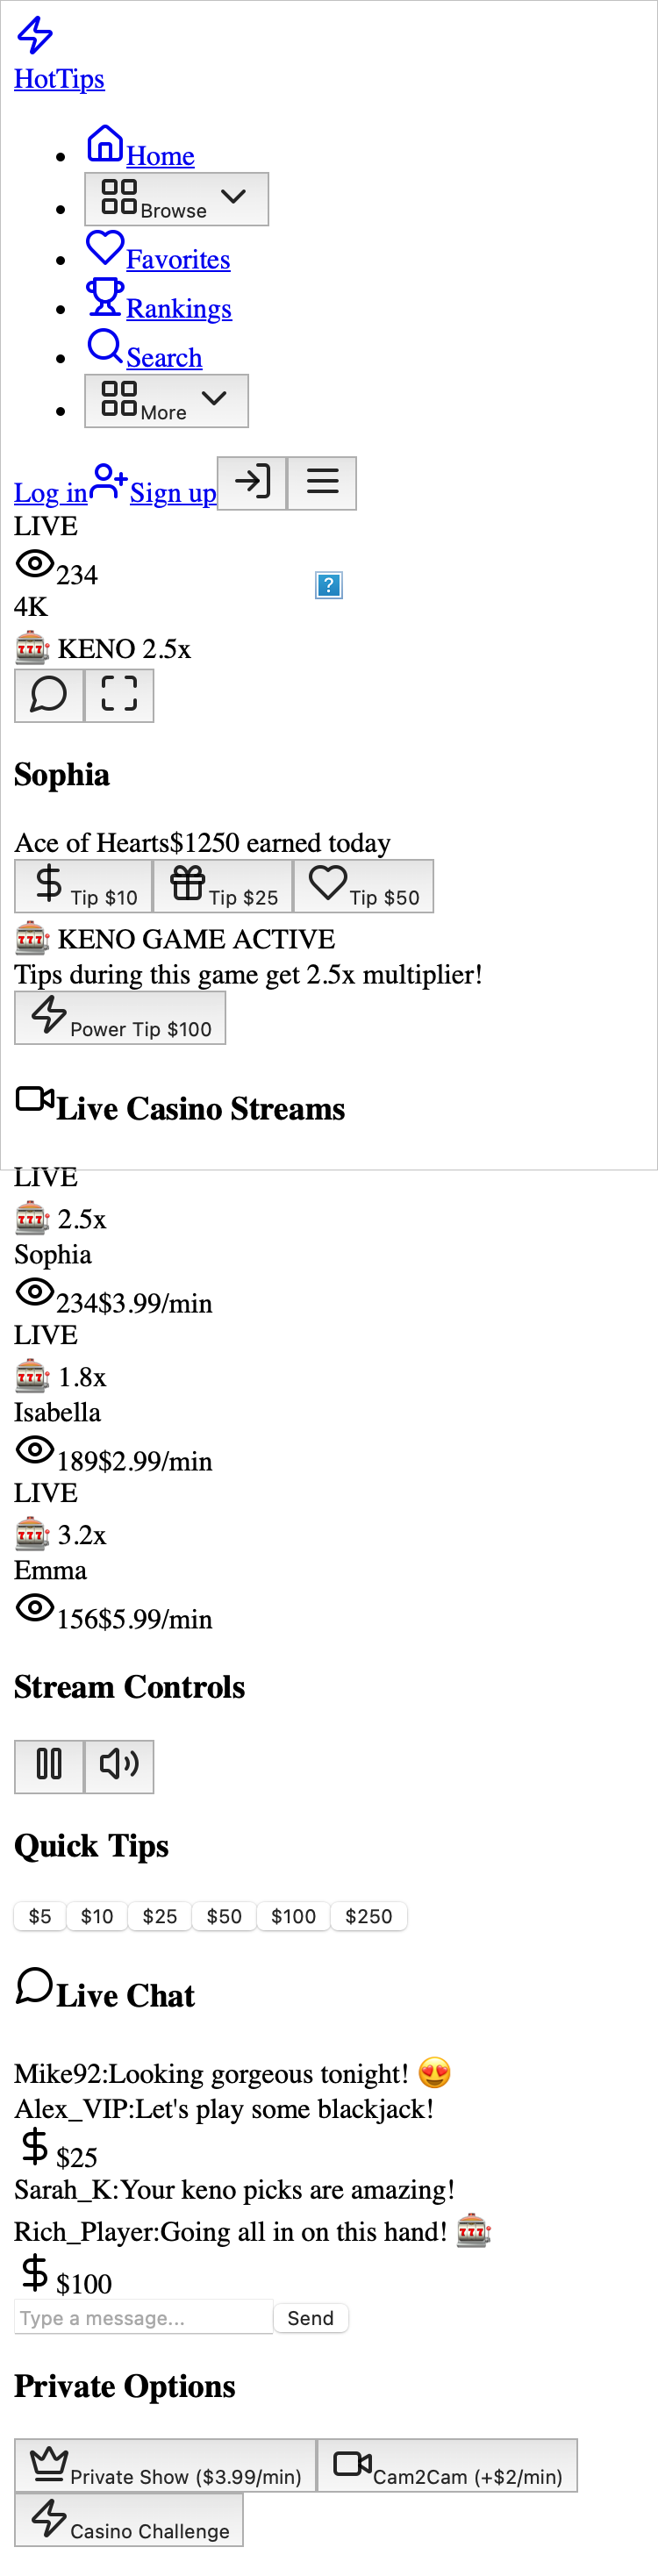 HotTips
Home
Browse
Favorites
Rankings
Search
More
Log in Sign up
LIVE
234
4K
🎰 KENO 2.5x
Sophia
Ace of Hearts$1250 earned today
Tip $10 Tip $25 Tip $50
🎰 KENO GAME ACTIVE
Tips during this game get 2.5x multiplier!
Power Tip $100
Live Casino Streams
LIVE
🎰 2.5x
Sophia
234$3.99/min
LIVE
🎰 1.8x
Isabella
189$2.99/min
LIVE
🎰 3.2x
Emma
156$5.99/min
Stream Controls
Quick Tips
$5 $10 $25 $50 $100 $250
Live Chat
Mike92:Looking gorgeous tonight! 😍
Alex_VIP:Let's play some blackjack!
$25
Sarah_K:Your keno picks are amazing!
Rich_Player:Going all in on this hand! 🎰
$100
Type a message... Send
Private Options
Private Show ($3.99/min) Cam2Cam (+$2/min)
Casino Challenge